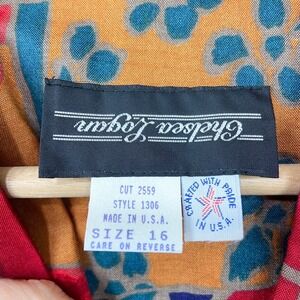 Chelsea Logan
CUT 2559
STYLE 1306
MADE IN U.S.A.
SIZE 16
CARE ON REVERSE
CRAFTED WITH PRIDE
IN U.S.A.